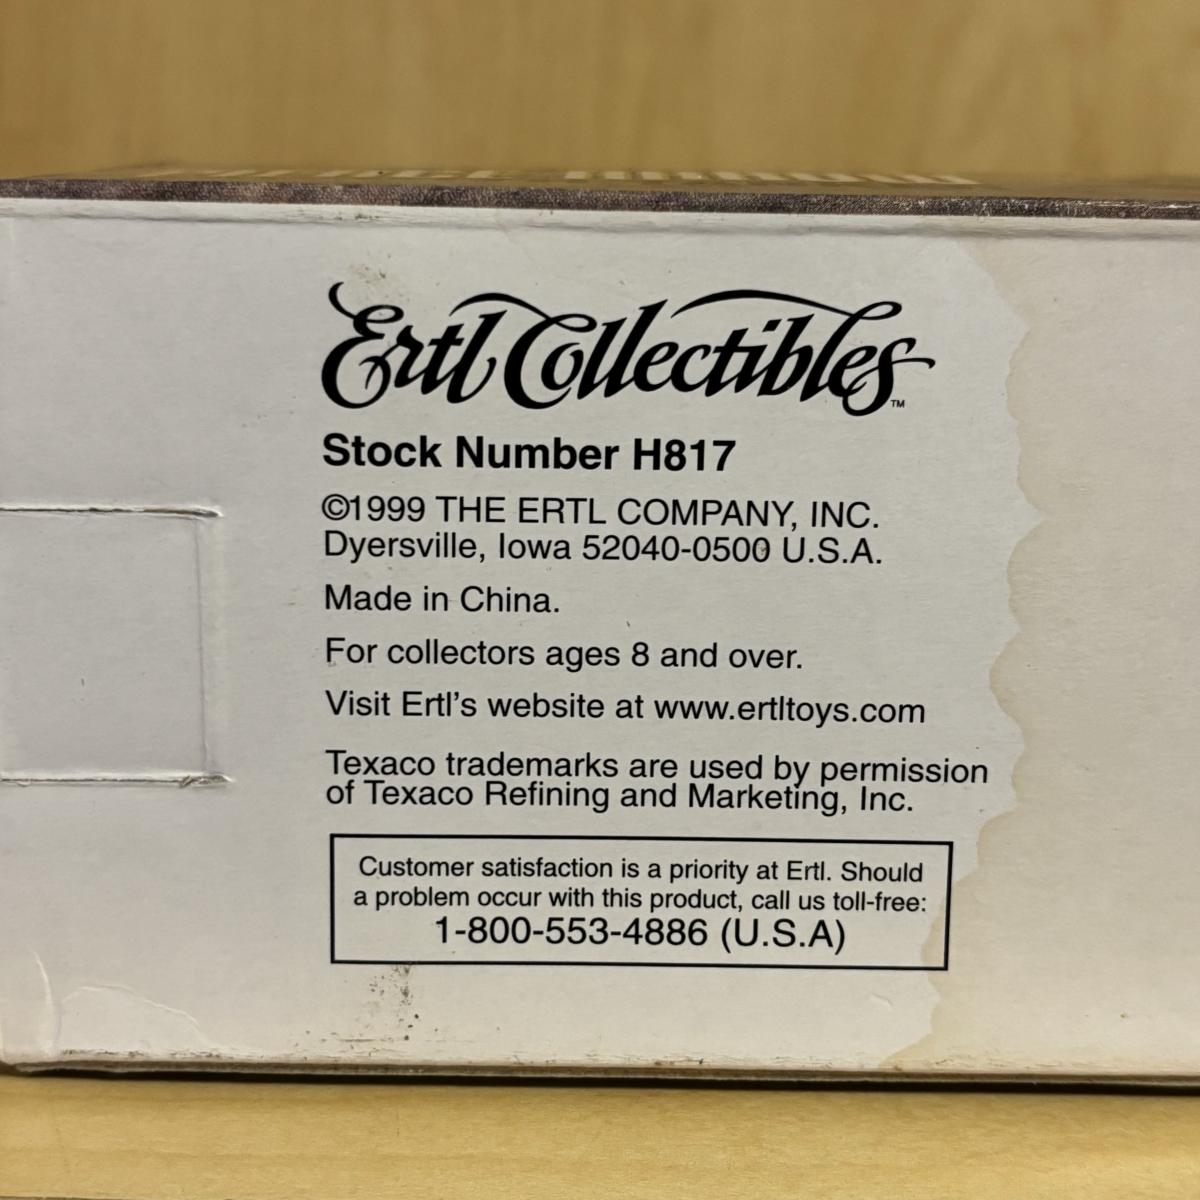 Ertl Collectibles™
Stock Number H817
©1999 THE ERTL COMPANY, INC.
Dyersville, Iowa 52040-0500 U.S.A.
Made in China.
For collectors ages 8 and over.
Visit Ertl's website at www.ertltoys.com
Texaco trademarks are used by permission
of Texaco Refining and Marketing, Inc.
Customer satisfaction is a priority at Ertl. Should
a problem occur with this product, call us toll-free:
1-800-553-4886 (U.S.A)